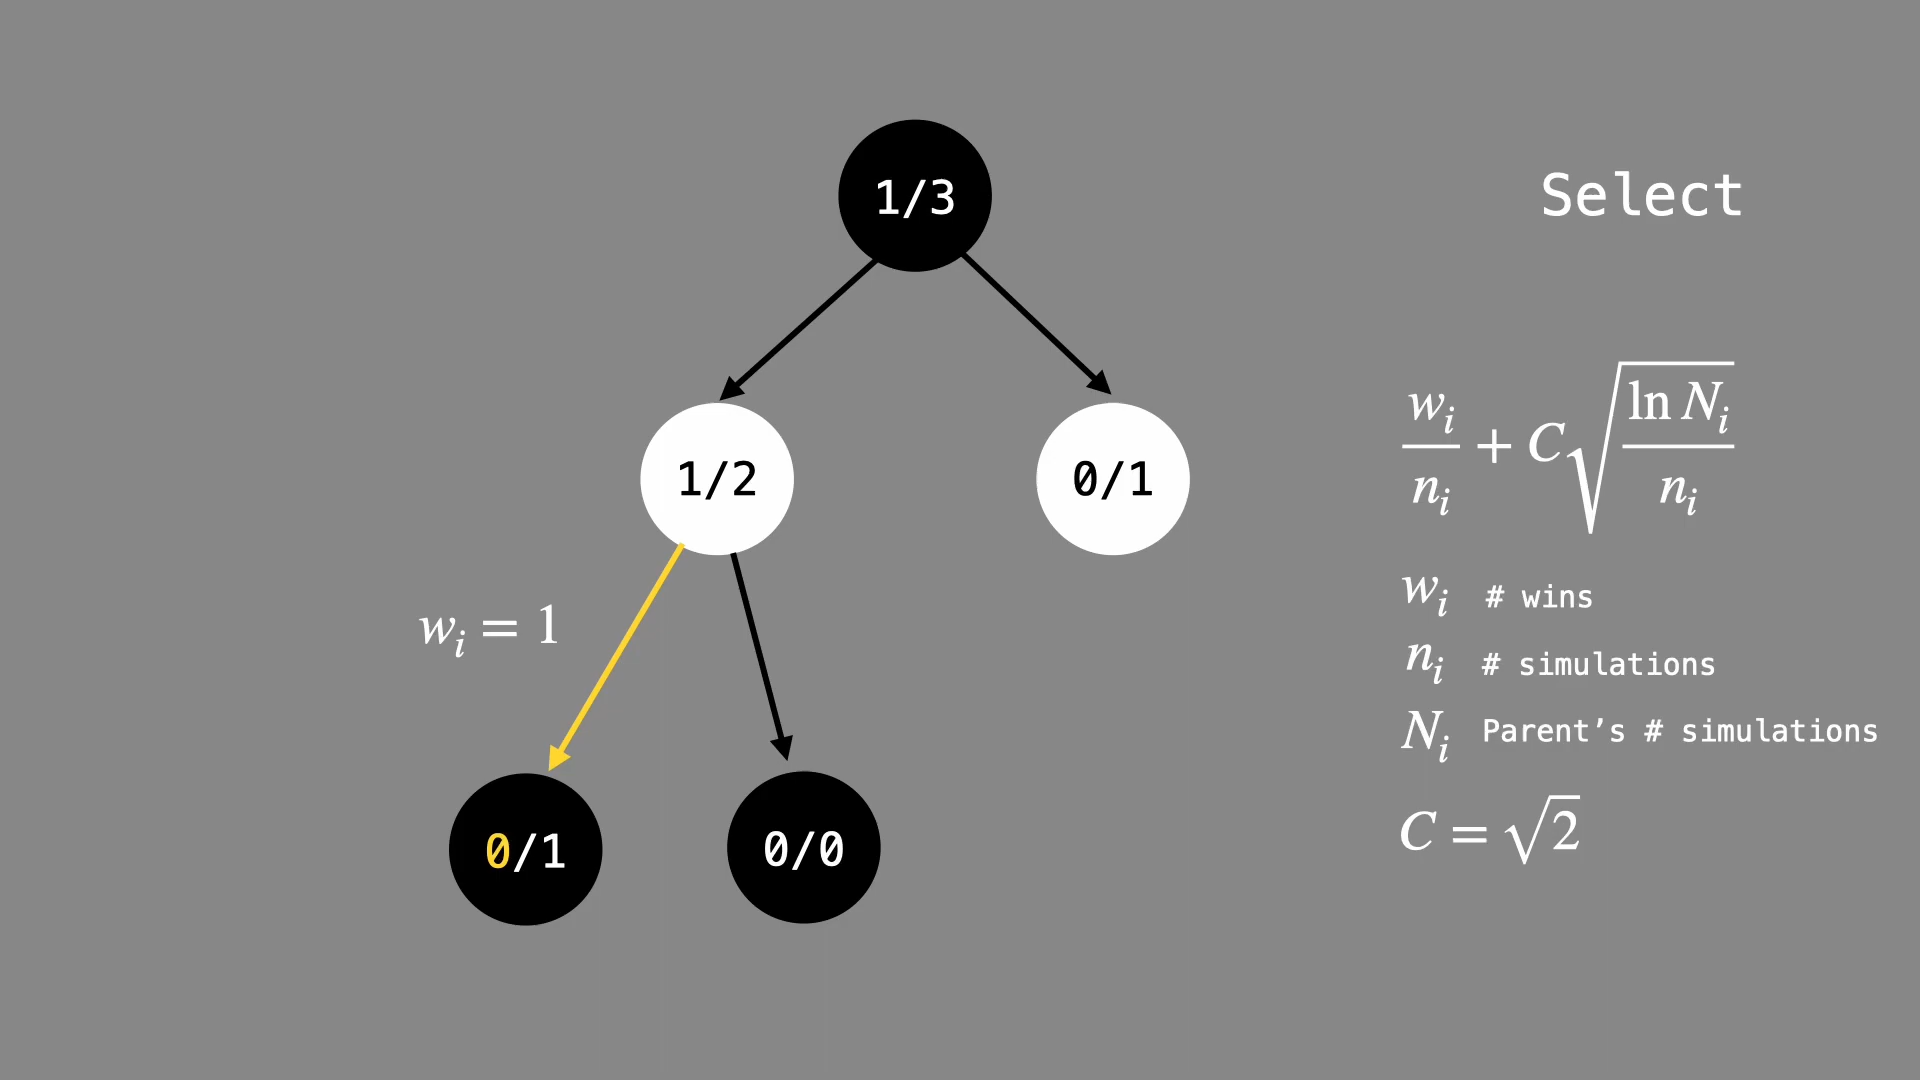 1/3
Select
1/2
0/1
w_i/n_i + C√(ln N_i/n_i)
w_i # wins
w_i = 1
n_i # simulations
N_i Parent’s # simulations
C = √2
0/1
0/0